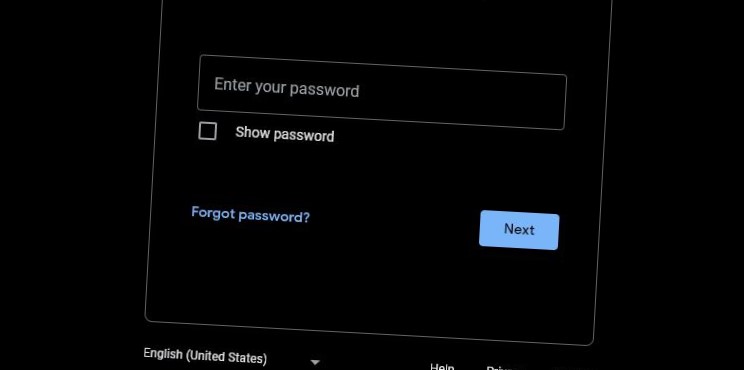 Enter your password
Show password
Forgot password?
Next
English (United States)
Help